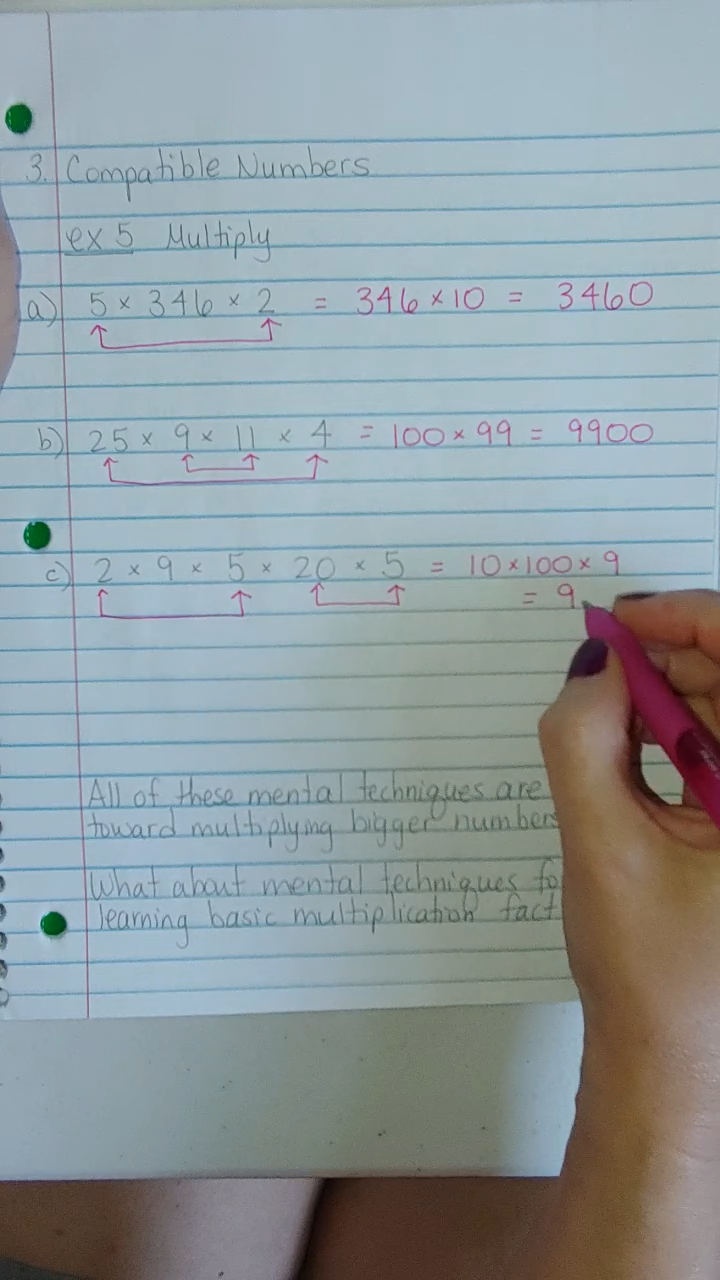 3. Compatible Numbers
ex 5 Multiply
a) 5 × 346 × 2 = 346 × 10 = 3460
b) 25 × 9 × 11 × 4 = 100 × 99 = 9900
c) 2 × 9 × 5 × 20 × 5 = 10 × 100 × 9
= 9
All of these mental techniques are
toward multiplying bigger numbers
What about mental techniques fo
learning basic multiplication fact